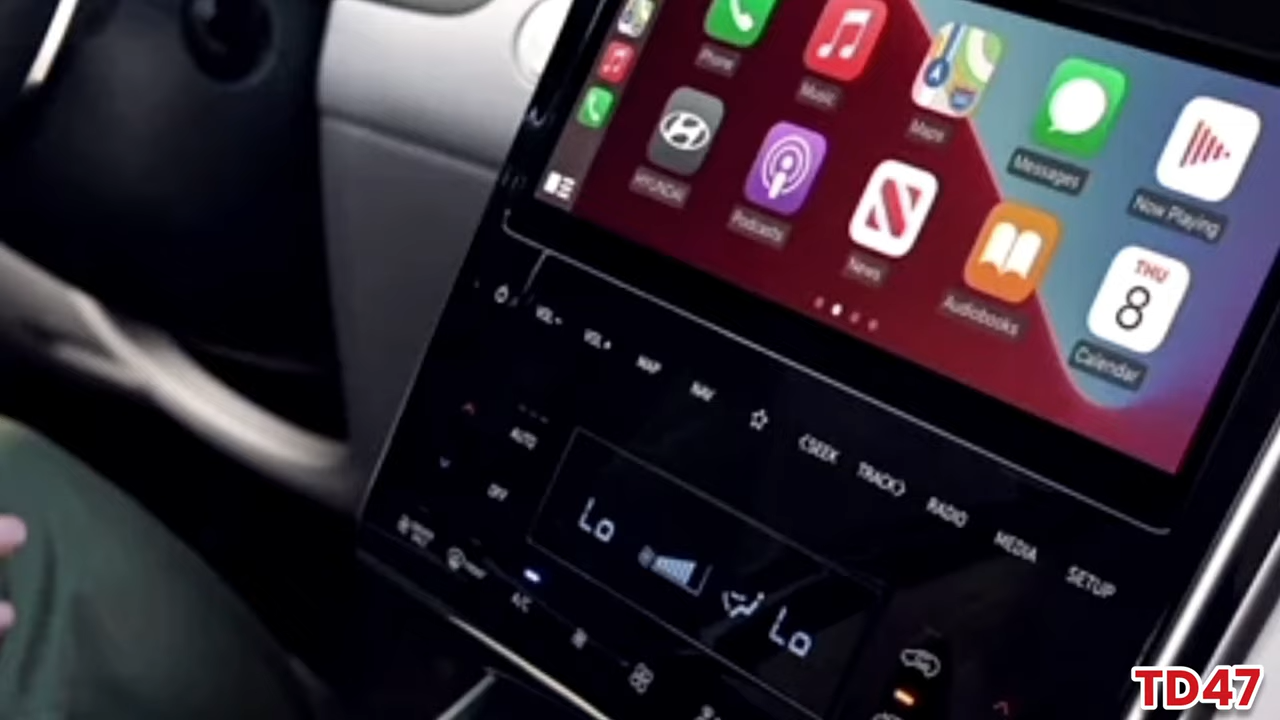 Phone
Music
Maps
Messages
Now Playing
HYUNDAI
Podcasts
News
Audiobooks
THU
8
Calendar
VOL-
VOL+
MAP
NAV
<SEEK
TRACK>
RADIO
MEDIA
SETUP
AUTO
OFF
Lo
Lo
A/C
TD47